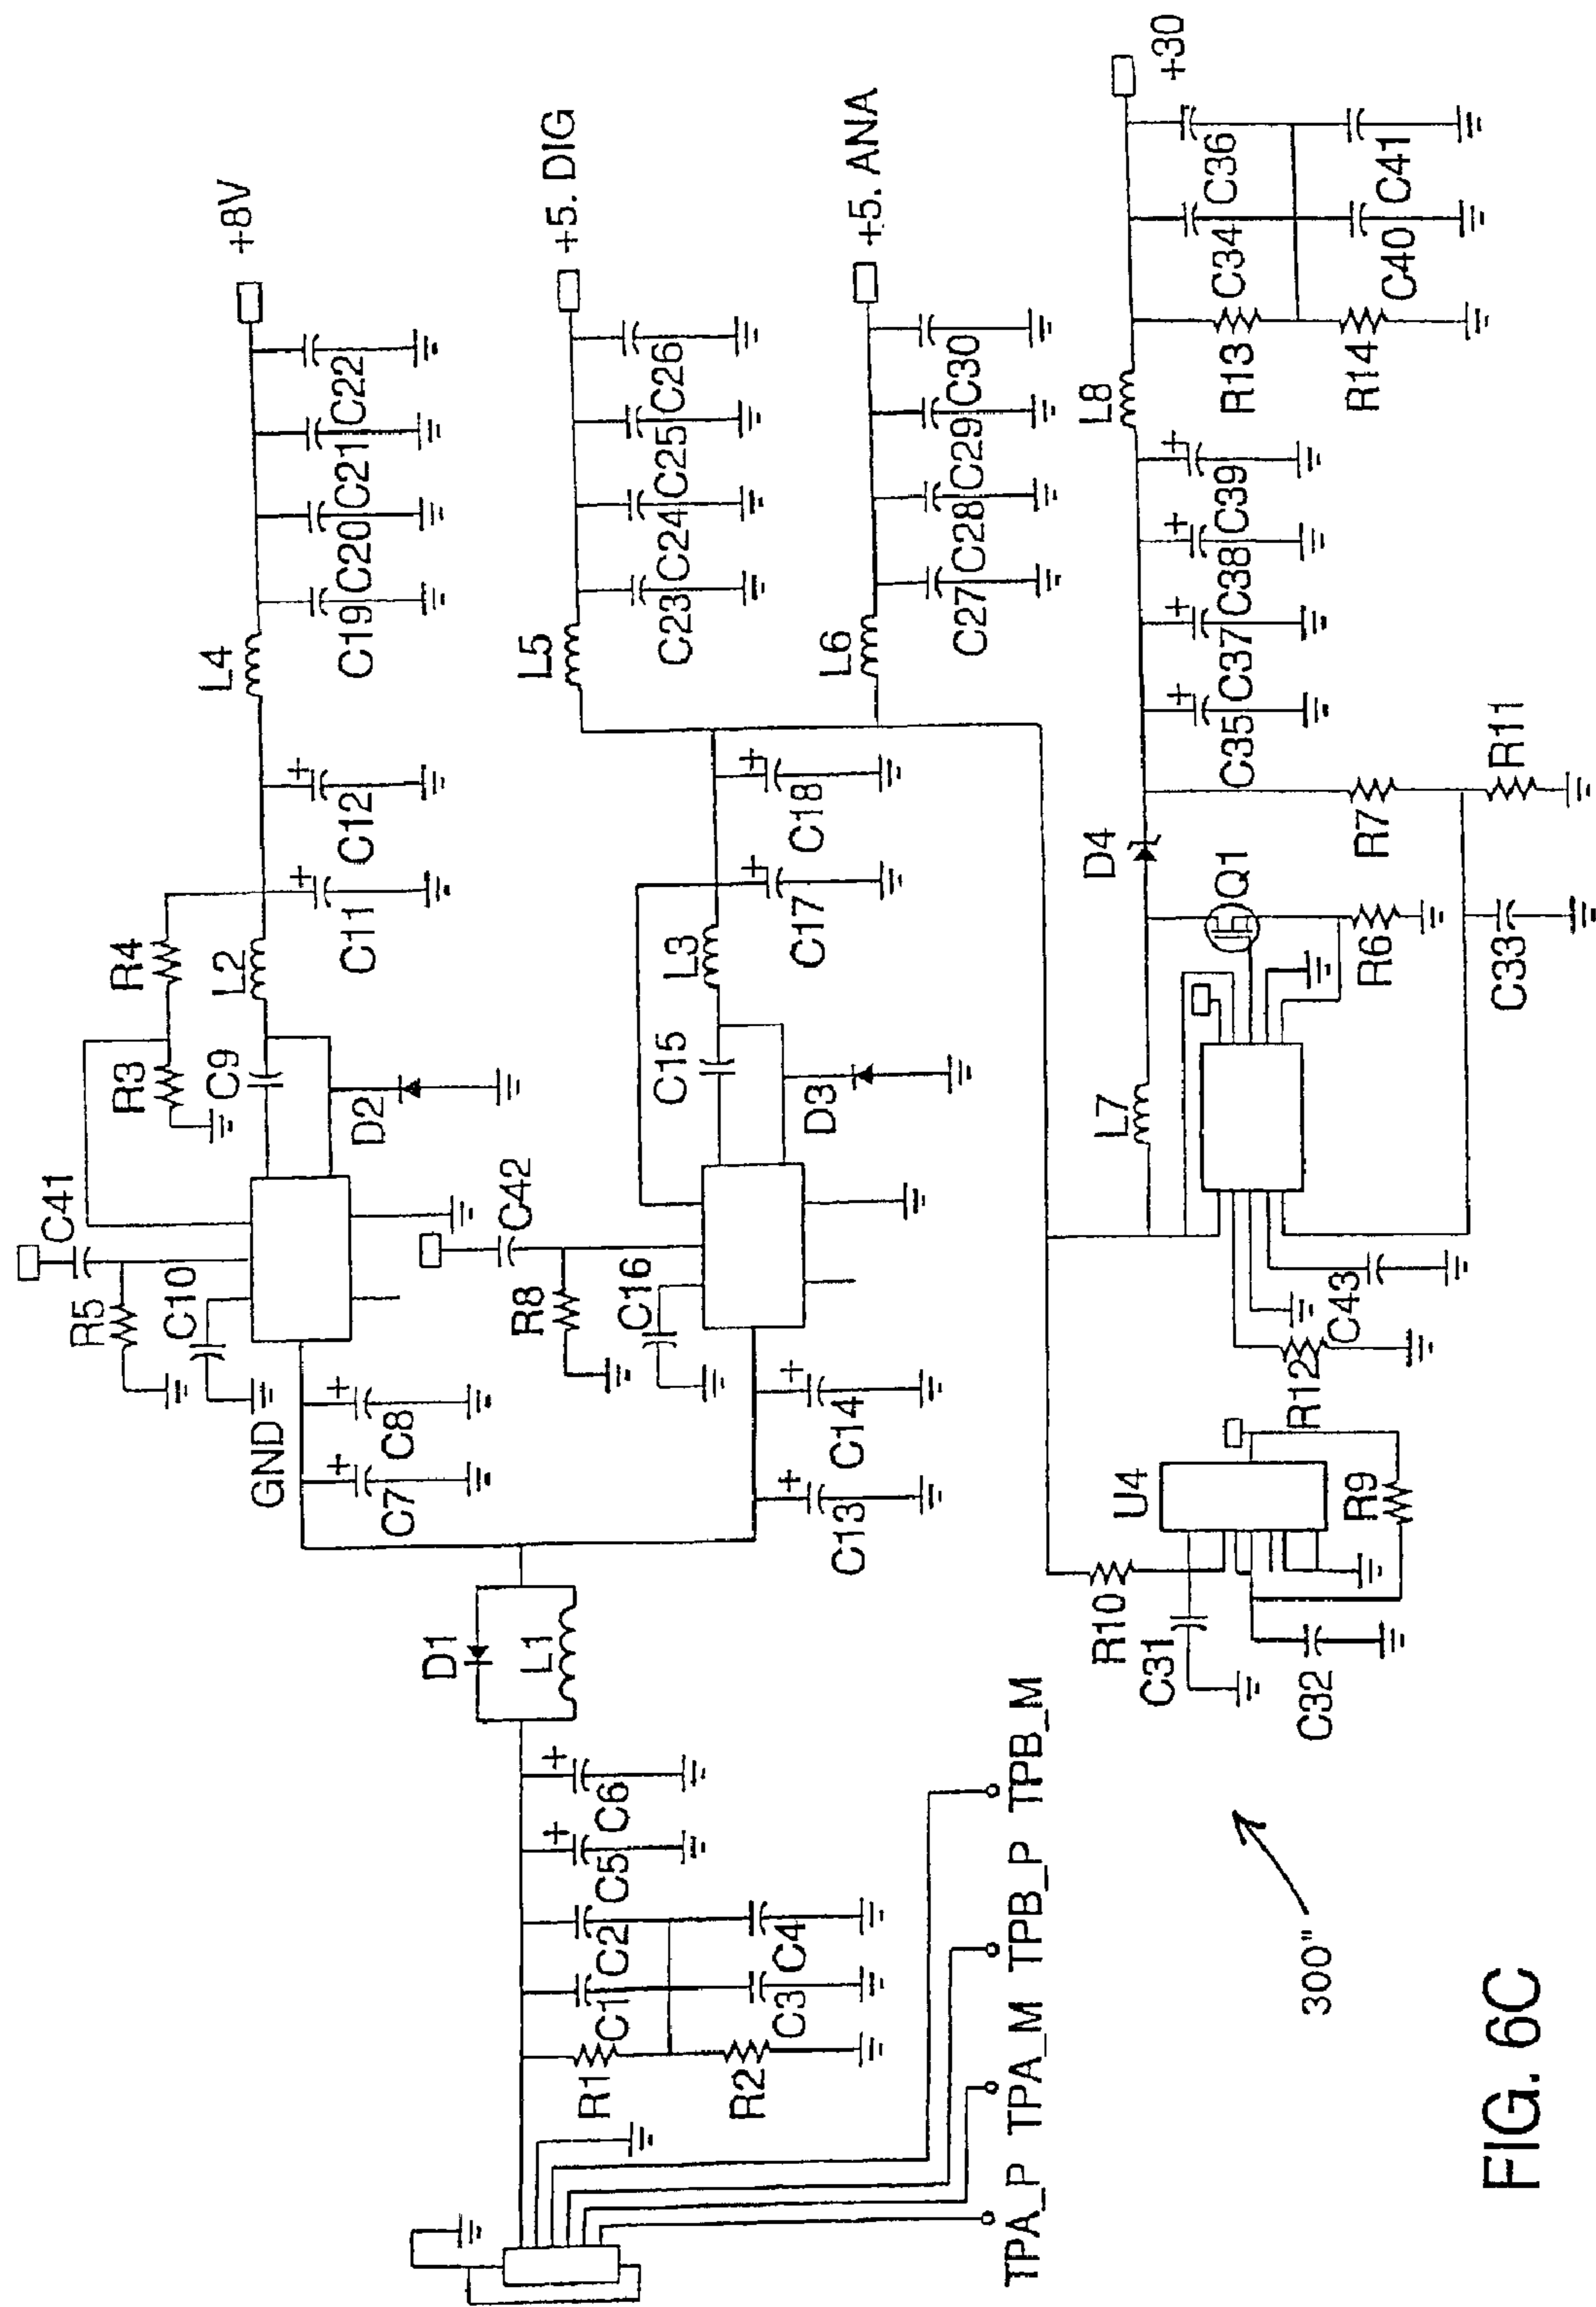 +8V
L4
C19
C20
C21
C22
C12
C11
R4
L2
R3
C9
D2
C41
R5
C10
GND
C8
C7
+5. DIG
L5
C23
C24
C25
C26
+5. ANA
L6
C27
C28
C29
C30
C18
C17
L3
C15
D3
C42
R8
C16
C14
C13
D1
L1
C6
C5
C2
C1
C4
C3
R1
R2
TPA_P
TPA_M
TPB_P
TPB_M
+30
C36
C34
C41
C40
R13
R14
L8
C39
C38
C37
C35
R11
R7
D4
Q1
R6
C33
L7
C43
R12
U4
R9
R10
C31
C32
300"
FIG. 6C